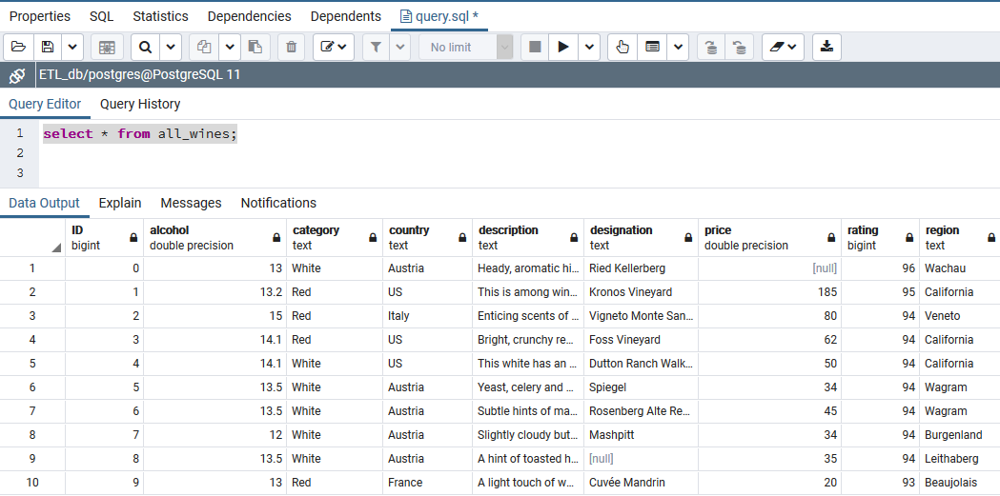 Properties SQL Statistics Dependencies Dependents query.sql *
No limit
ETL_db/postgres@PostgreSQL 11
Query Editor Query History
1 select * from all_wines;
2
3
Data Output Explain Messages Notifications
ID alcohol category country description designation price rating region
bigint double precision text text text text double precision bigint text
1 0 13 White Austria Heady, aromatic hi... Ried Kellerberg [null] 96 Wachau
2 1 13.2 Red US This is among win... Kronos Vineyard 185 95 California
3 2 15 Red Italy Enticing scents of ... Vigneto Monte San... 80 94 Veneto
4 3 14.1 Red US Bright, crunchy re... Foss Vineyard 62 94 California
5 4 14.1 White US This white has an ... Dutton Ranch Walk... 50 94 California
6 5 13.5 White Austria Yeast, celery and ... Spiegel 34 94 Wagram
7 6 13.5 White Austria Subtle hints of ma... Rosenberg Alte Re... 45 94 Wagram
8 7 12 White Austria Slightly cloudy but... Mashpitt 34 94 Burgenland
9 8 13.5 White Austria A hint of toasted h... [null] 35 94 Leithaberg
10 9 13 Red France A light touch of w... Cuvée Mandrin 20 93 Beaujolais